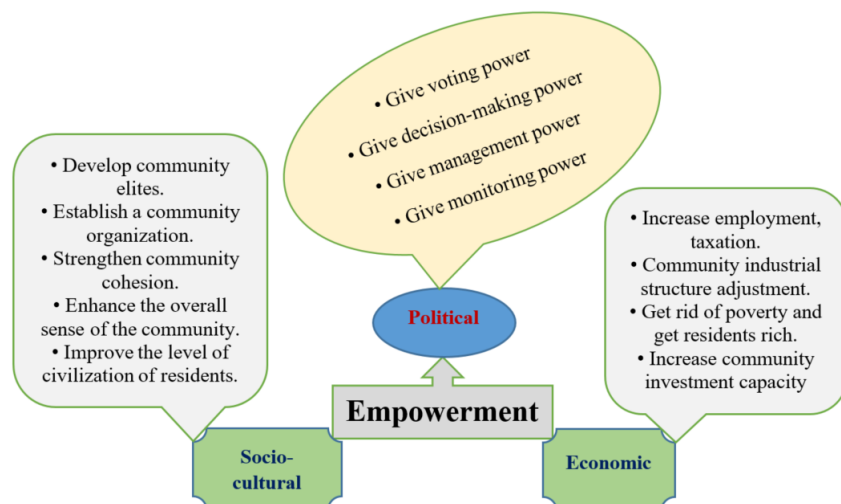 • Give voting power
• Give decision-making power
• Give management power
• Give monitoring power
• Develop community
elites.
• Establish a community
organization.
• Strengthen community
cohesion.
• Enhance the overall
sense of the community.
• Improve the level of
civilization of residents.
• Increase employment,
taxation.
• Community industrial
structure adjustment.
• Get rid of poverty and
get residents rich.
• Increase community
investment capacity
Political
Empowerment
Socio-
cultural
Economic